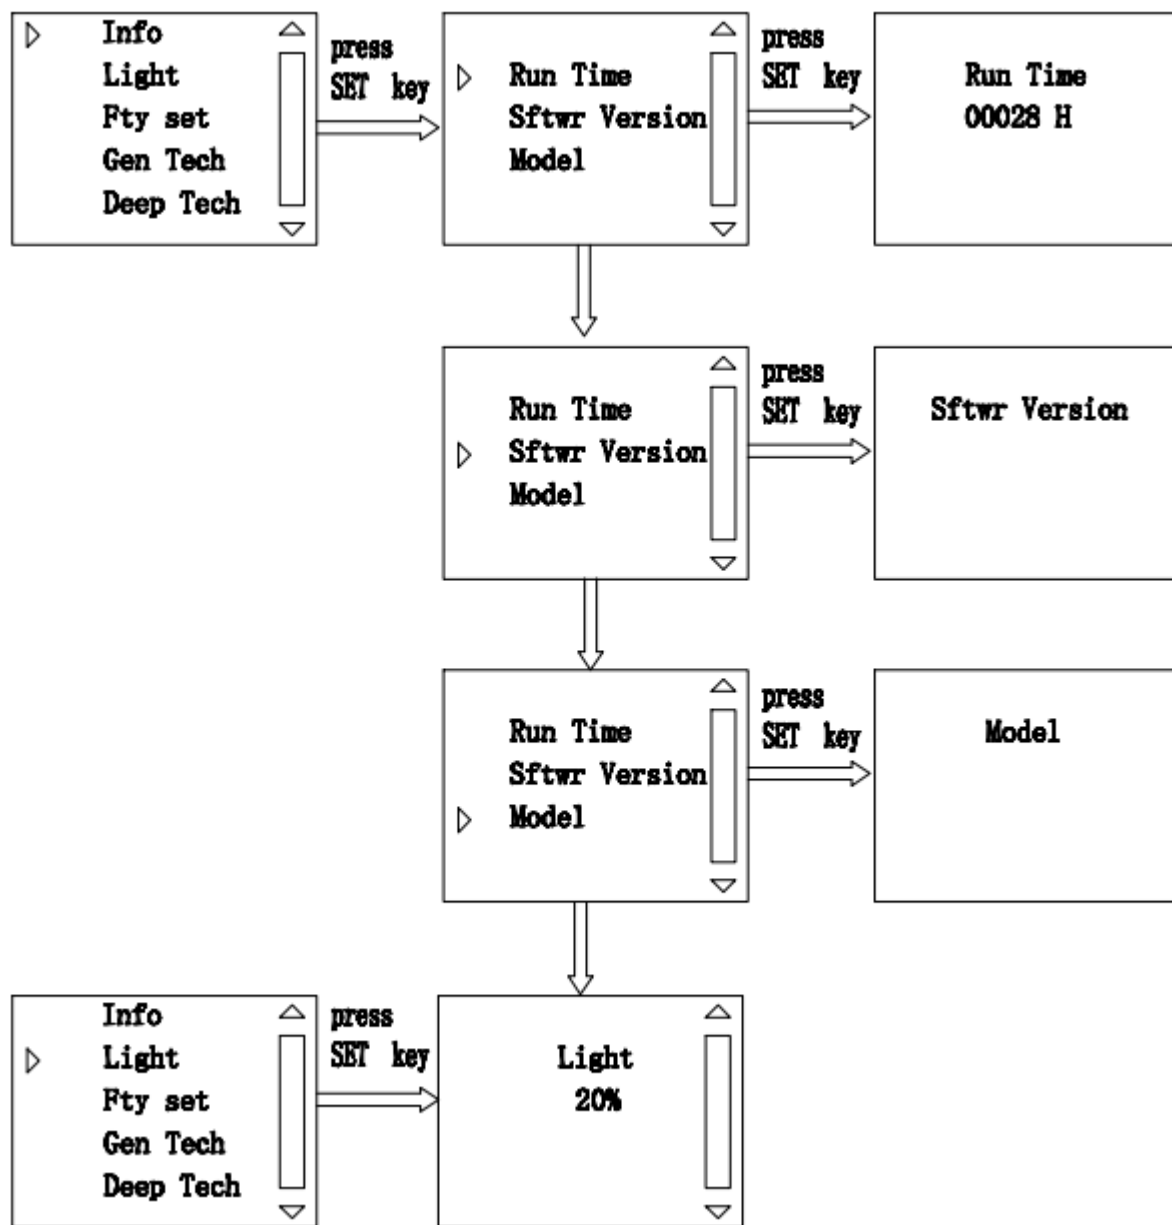 Info
Light
Fty set
Gen Tech
Deep Tech
press
SET key
Run Time
Sftwr Version
Model
press
SET key
Run Time
00028 H
Run Time
Sftwr Version
Model
press
SET key
Sftwr Version
Run Time
Sftwr Version
Model
press
SET key
Model
Info
Light
Fty set
Gen Tech
Deep Tech
press
SET key
Light
20%